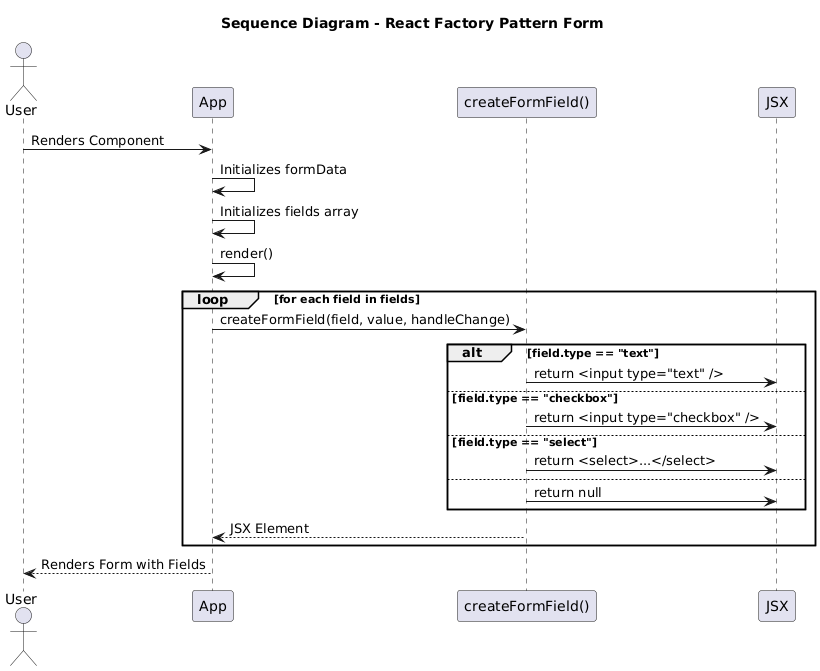 Sequence Diagram - React Factory Pattern Form
User
App
createFormField()
JSX
Renders Component
Initializes formData
Initializes fields array
render()
loop [for each field in fields]
createFormField(field, value, handleChange)
alt [field.type == "text"]
return <input type="text" />
[field.type == "checkbox"]
return <input type="checkbox" />
[field.type == "select"]
return <select>...</select>
return null
JSX Element
Renders Form with Fields
User
App
createFormField()
JSX